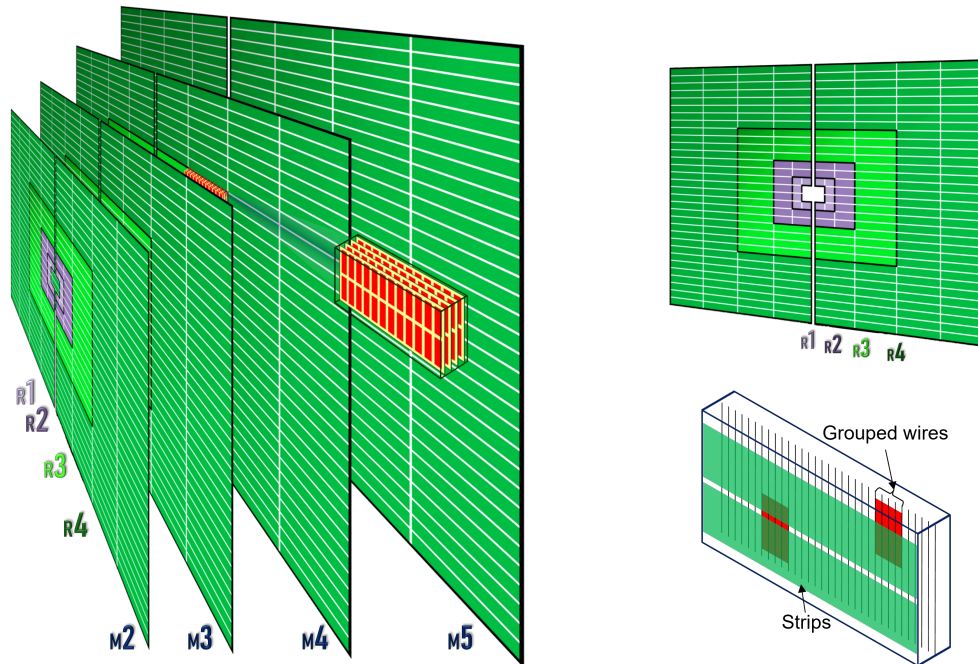 R1
R2
R3
R4
M2
M3
M4
M5
R1
R2
R3
R4
Grouped wires
Strips